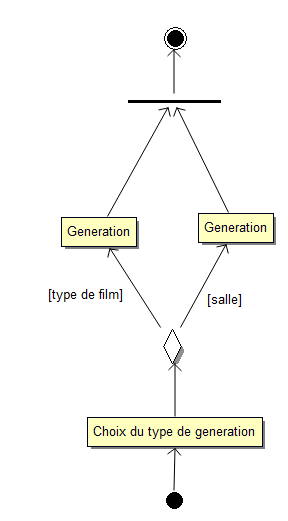 Generation
Generation
[type de film]
[salle]
Choix du type de generation